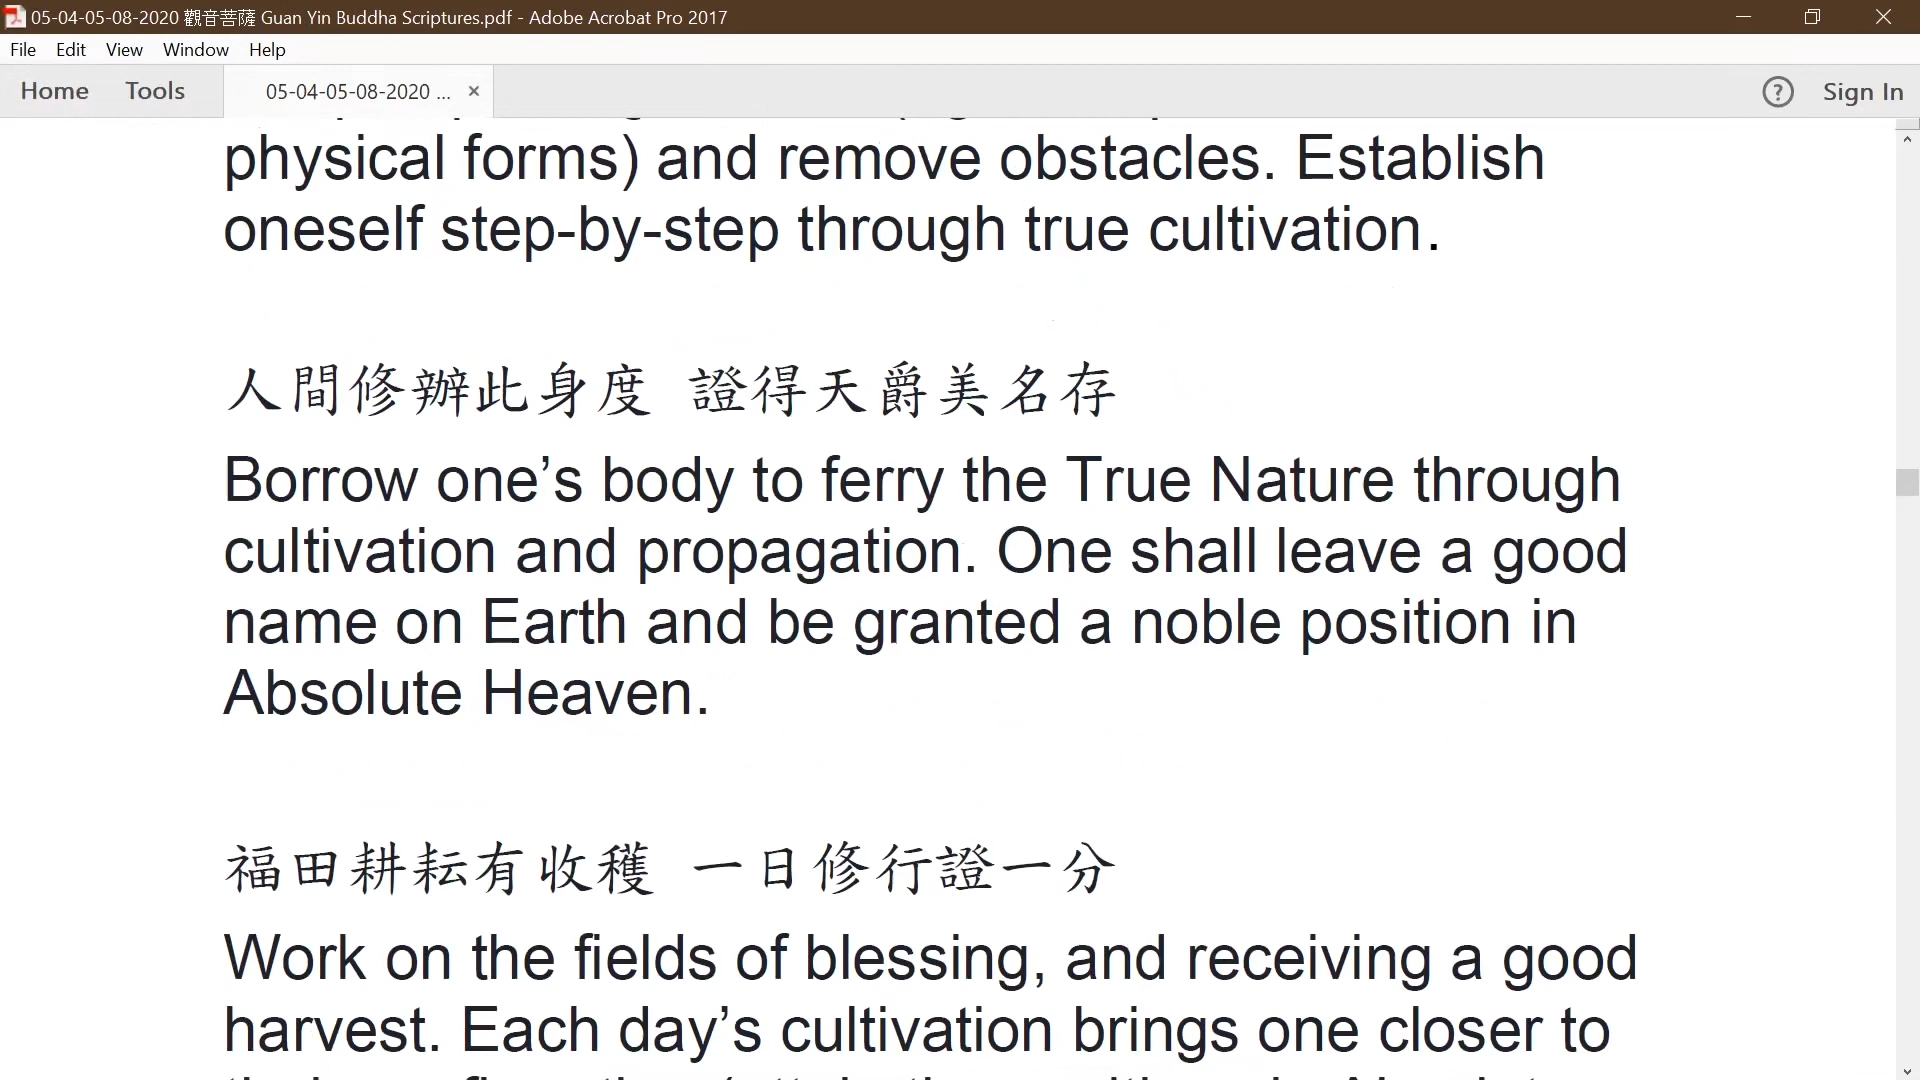 05-04-05-08-2020 觀音菩薩 Guan Yin Buddha Scriptures.pdf - Adobe Acrobat Pro 2017
File Edit View Window Help
Home Tools 05-04-05-08-2020 ... × ? Sign In
physical forms) and remove obstacles. Establish
oneself step-by-step through true cultivation.
人間修辦此身度 證得天爵美名存
Borrow one’s body to ferry the True Nature through
cultivation and propagation. One shall leave a good
name on Earth and be granted a noble position in
Absolute Heaven.
福田耕耘有收穫 一日修行證一分
Work on the fields of blessing, and receiving a good
harvest. Each day’s cultivation brings one closer to